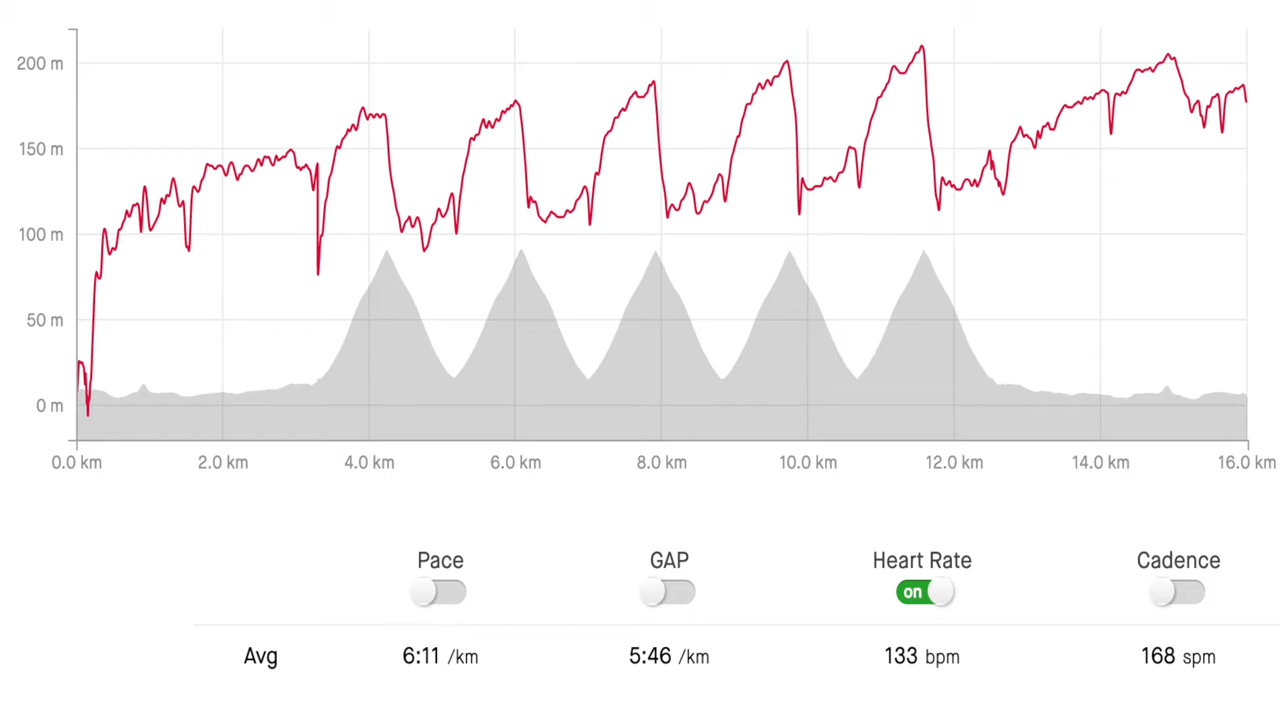 200 m
150 m
100 m
50 m
0 m
0.0 km 2.0 km 4.0 km 6.0 km 8.0 km 10.0 km 12.0 km 14.0 km 16.0 km
Pace GAP Heart Rate Cadence
on
Avg 6:11 /km 5:46 /km 133 bpm 168 spm